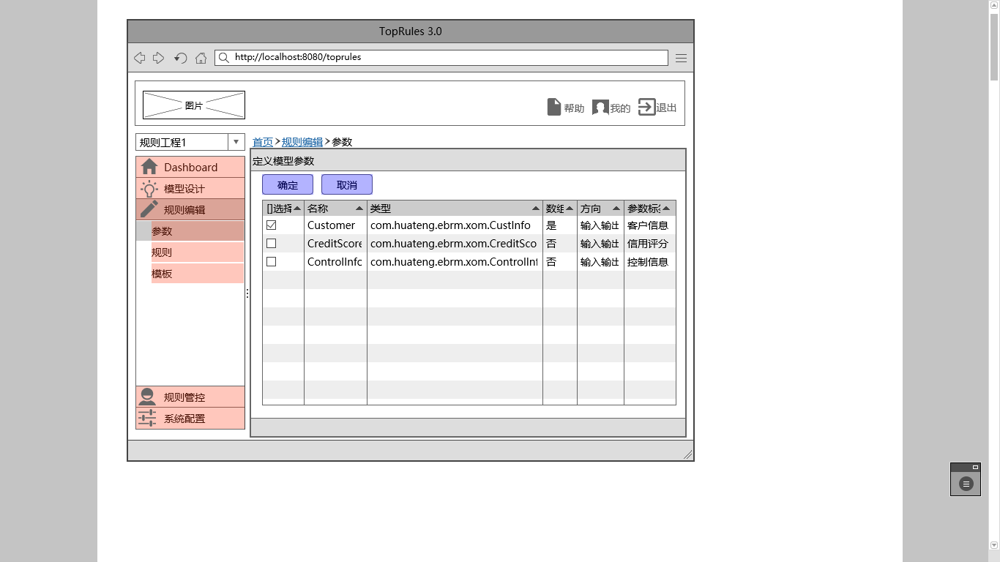 TopRules 3.0
http://localhost:8080/toprules
图片
帮助 我的 退出
规则工程1
首页 > 规则编辑 > 参数
Dashboard
模型设计
规则编辑
参数
规则
模板
规则管控
系统配置
定义模型参数
确定 取消
[]选择 名称 类型 数组 方向 参数标
Customer com.huateng.ebrm.xom.CustInfo 是 输入输出 客户信息
CreditScore com.huateng.ebrm.xom.CreditSco 否 输入输出 信用评分
ControlInfo com.huateng.ebrm.xom.ControlInf 否 输入输出 控制信息